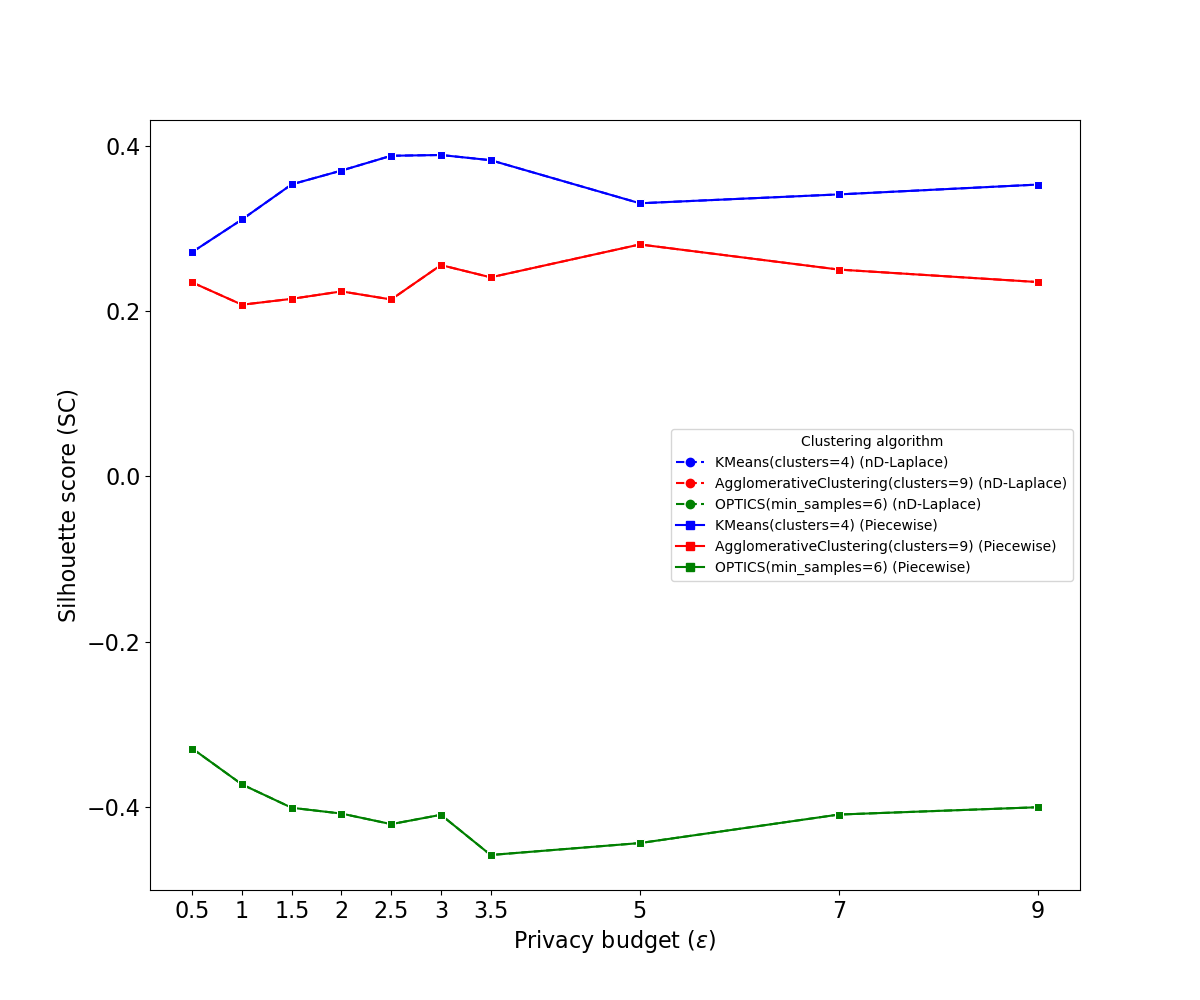 0.4
0.2
0.0
−0.2
−0.4
Silhouette score (SC)
Clustering algorithm
KMeans(clusters=4) (nD-Laplace)
AgglomerativeClustering(clusters=9) (nD-Laplace)
OPTICS(min_samples=6) (nD-Laplace)
KMeans(clusters=4) (Piecewise)
AgglomerativeClustering(clusters=9) (Piecewise)
OPTICS(min_samples=6) (Piecewise)
0.5 1 1.5 2 2.5 3 3.5 5 7 9
Privacy budget (ε)